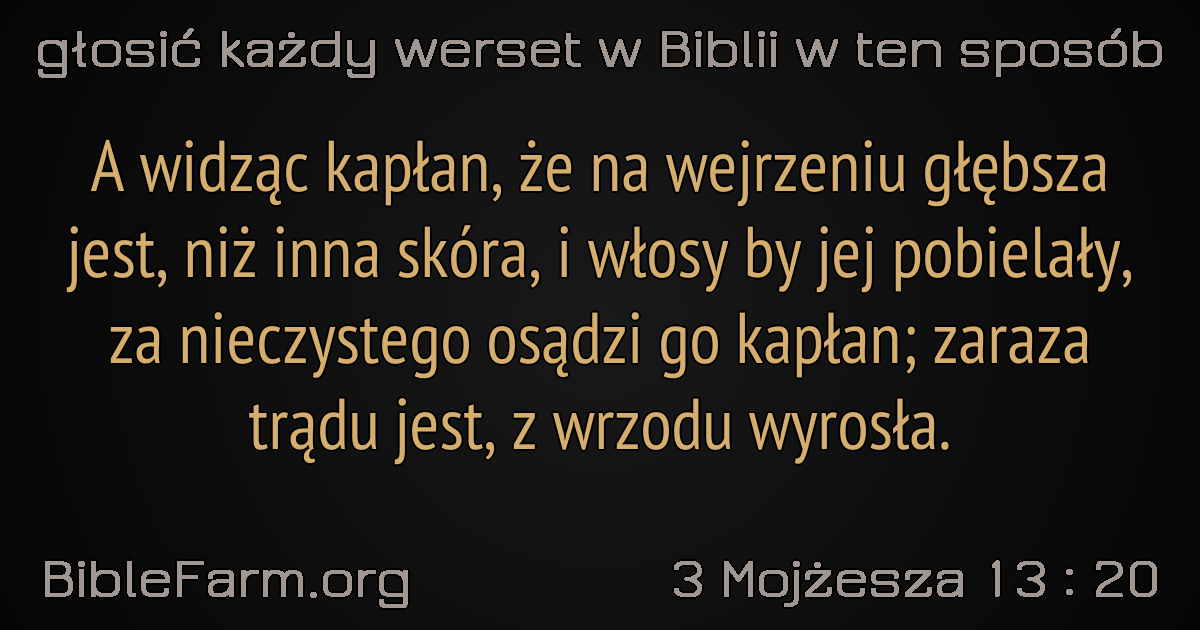 głosić każdy werset w Biblii w ten sposób
A widząc kapłan, że na wejrzeniu głębsza
jest, niż inna skóra, i włosy by jej pobielały,
za nieczystego osądzi go kapłan; zaraza
trądu jest, z wrzodu wyrosła.
BibleFarm.org
3 Mojżesza 13 : 20